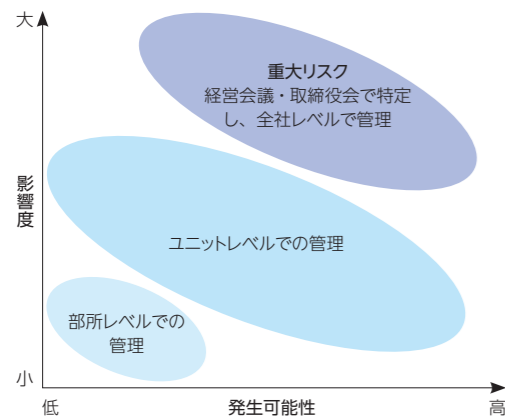 大
重大リスク
経営会議・取締役会で特定
し、全社レベルで管理
影響度
ユニットレベルでの管理
部所レベルでの
管理
小
低
発生可能性
高